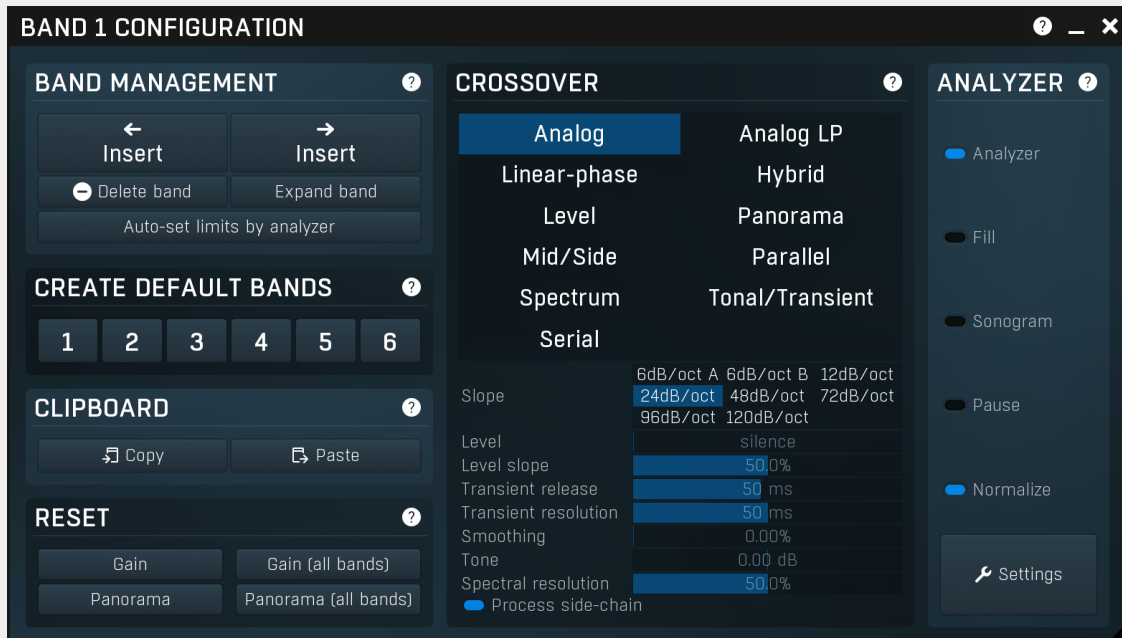 BAND 1 CONFIGURATION
?
BAND MANAGEMENT
?
Insert
Insert
Delete band
Expand band
Auto-set limits by analyzer
CREATE DEFAULT BANDS
?
1 2 3 4 5 6
CLIPBOARD
?
Copy
Paste
RESET
?
Gain
Gain (all bands)
Panorama
Panorama (all bands)
CROSSOVER
?
Analog
Analog LP
Linear-phase
Hybrid
Level
Panorama
Mid/Side
Parallel
Spectrum
Tonal/Transient
Serial
Slope
6dB/oct A 6dB/oct B 12dB/oct
24dB/oct 48dB/oct 72dB/oct
96dB/oct 120dB/oct
Level silence
Level slope 50.0%
Transient release 50 ms
Transient resolution 50 ms
Smoothing 0.00%
Tone 0.00 dB
Spectral resolution 50.0%
Process side-chain
ANALYZER
?
Analyzer
Fill
Sonogram
Pause
Normalize
Settings